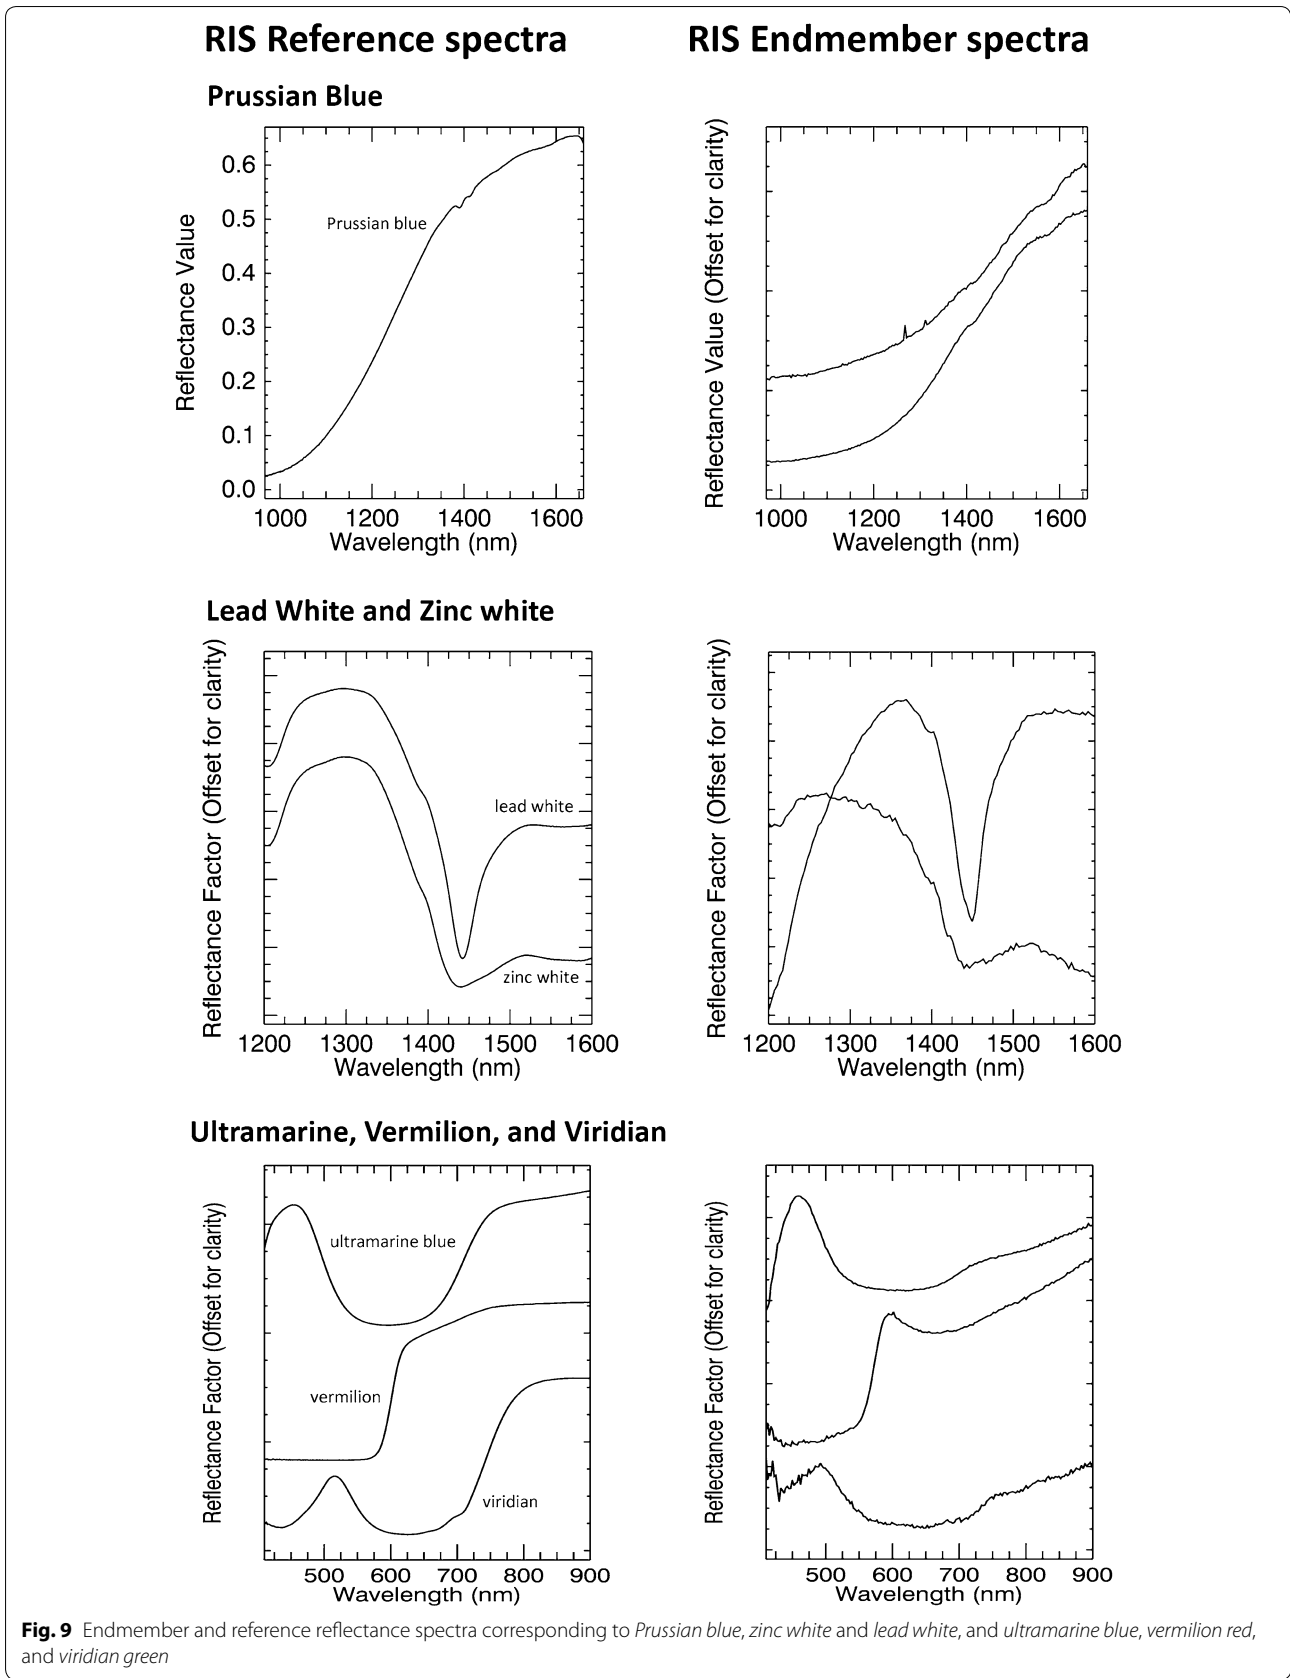 RIS Reference spectra
RIS Endmember spectra
Prussian Blue
Reflectance Value
0.6
0.5
0.4
0.3
0.2
0.1
0.0
Prussian blue
1000 1200 1400 1600
Wavelength (nm)
Reflectance Value (Offset for clarity)
1000 1200 1400 1600
Wavelength (nm)
Lead White and Zinc white
Reflectance Factor (Offset for clarity)
lead white
zinc white
1200 1300 1400 1500 1600
Wavelength (nm)
Reflectance Factor (Offset for clarity)
1200 1300 1400 1500 1600
Wavelength (nm)
Ultramarine, Vermilion, and Viridian
Reflectance Factor (Offset for clarity)
ultramarine blue
vermilion
viridian
500 600 700 800 900
Wavelength (nm)
Reflectance Factor (Offset for clarity)
500 600 700 800 900
Wavelength (nm)
Fig. 9 Endmember and reference reflectance spectra corresponding to Prussian blue, zinc white and lead white, and ultramarine blue, vermilion red,
and viridian green